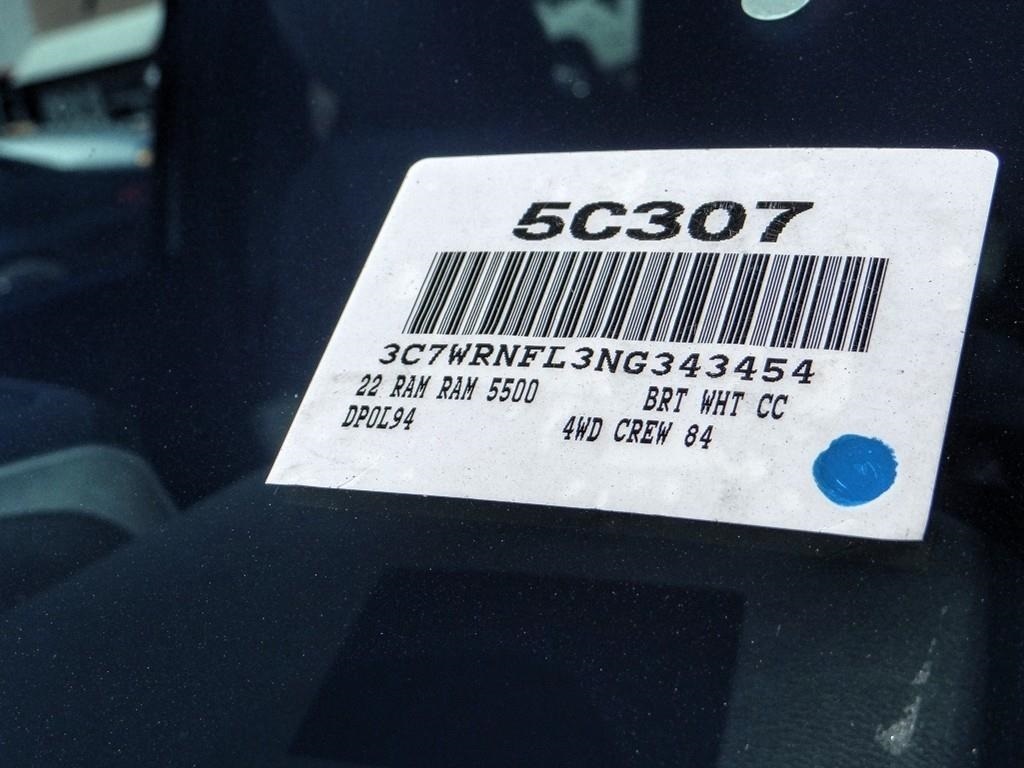 5C307
3C7WRNFL3NG343454
22 RAM RAM 5500 BRT WHT CC
DPOL94 4WD CREW 84